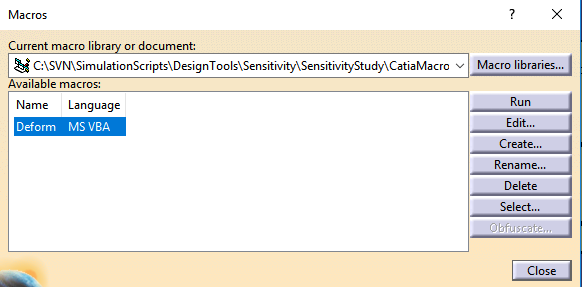 Macros
Current macro library or document:
C:\SVN\SimulationScripts\DesignTools\Sensitivity\SensitivityStudy\CatiaMacro
Macro libraries...
Available macros:
Name Language
Deform MS VBA
Run
Edit...
Create...
Rename...
Delete
Select...
Obfuscate...
Close